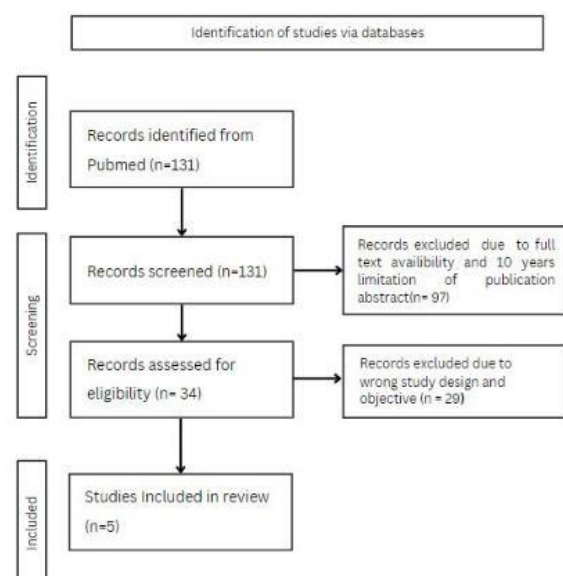 Identification of studies via databases
Identification
Records identified from
Pubmed (n=131)
Screening
Records screened (n=131)
Records excluded due to full
text availibility and 10 years
limitation of publication
abstract(n= 97)
Records assessed for
eligibility (n= 34)
Records excluded due to
wrong study design and
objective (n = 29)
Included
Studies Included in review
(n=5)